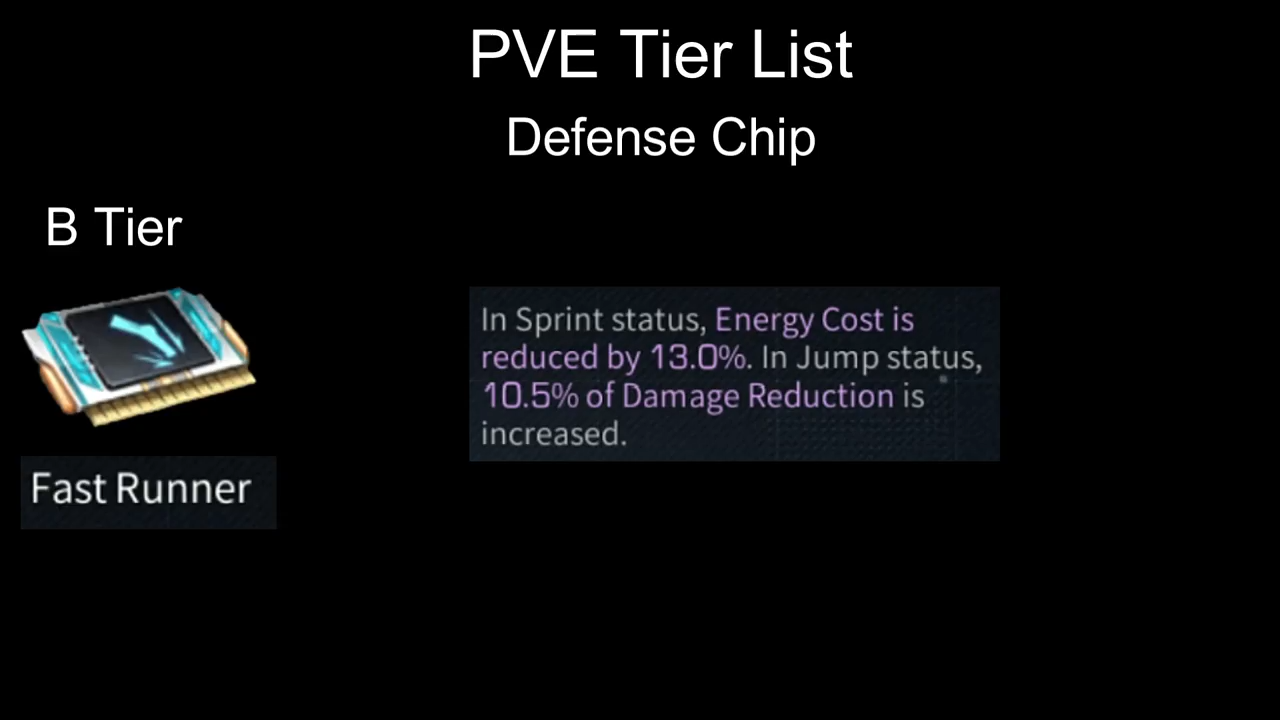 PVE Tier List
Defense Chip
B Tier
In Sprint status, Energy Cost is
reduced by 13.0%. In Jump status,
10.5% of Damage Reduction is
increased.
Fast Runner